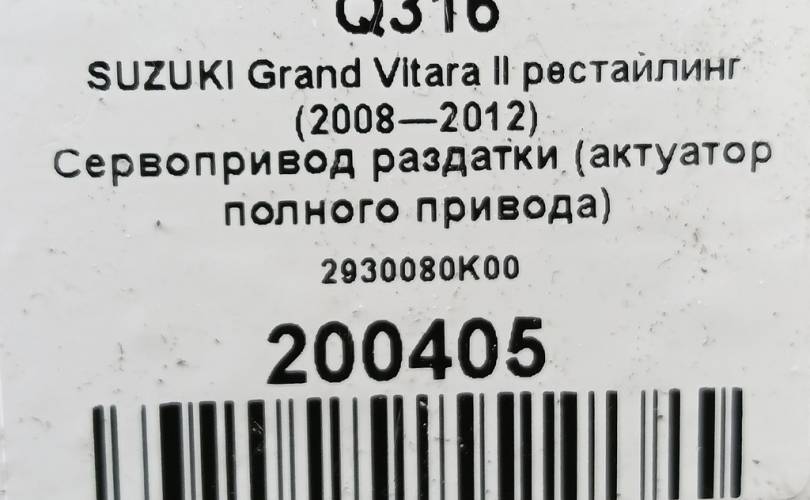 Q316
SUZUKI Grand Vitara II рестайлинг
(2008—2012)
Сервопривод раздатки (актуатор
полного привода)
2930080K00
200405